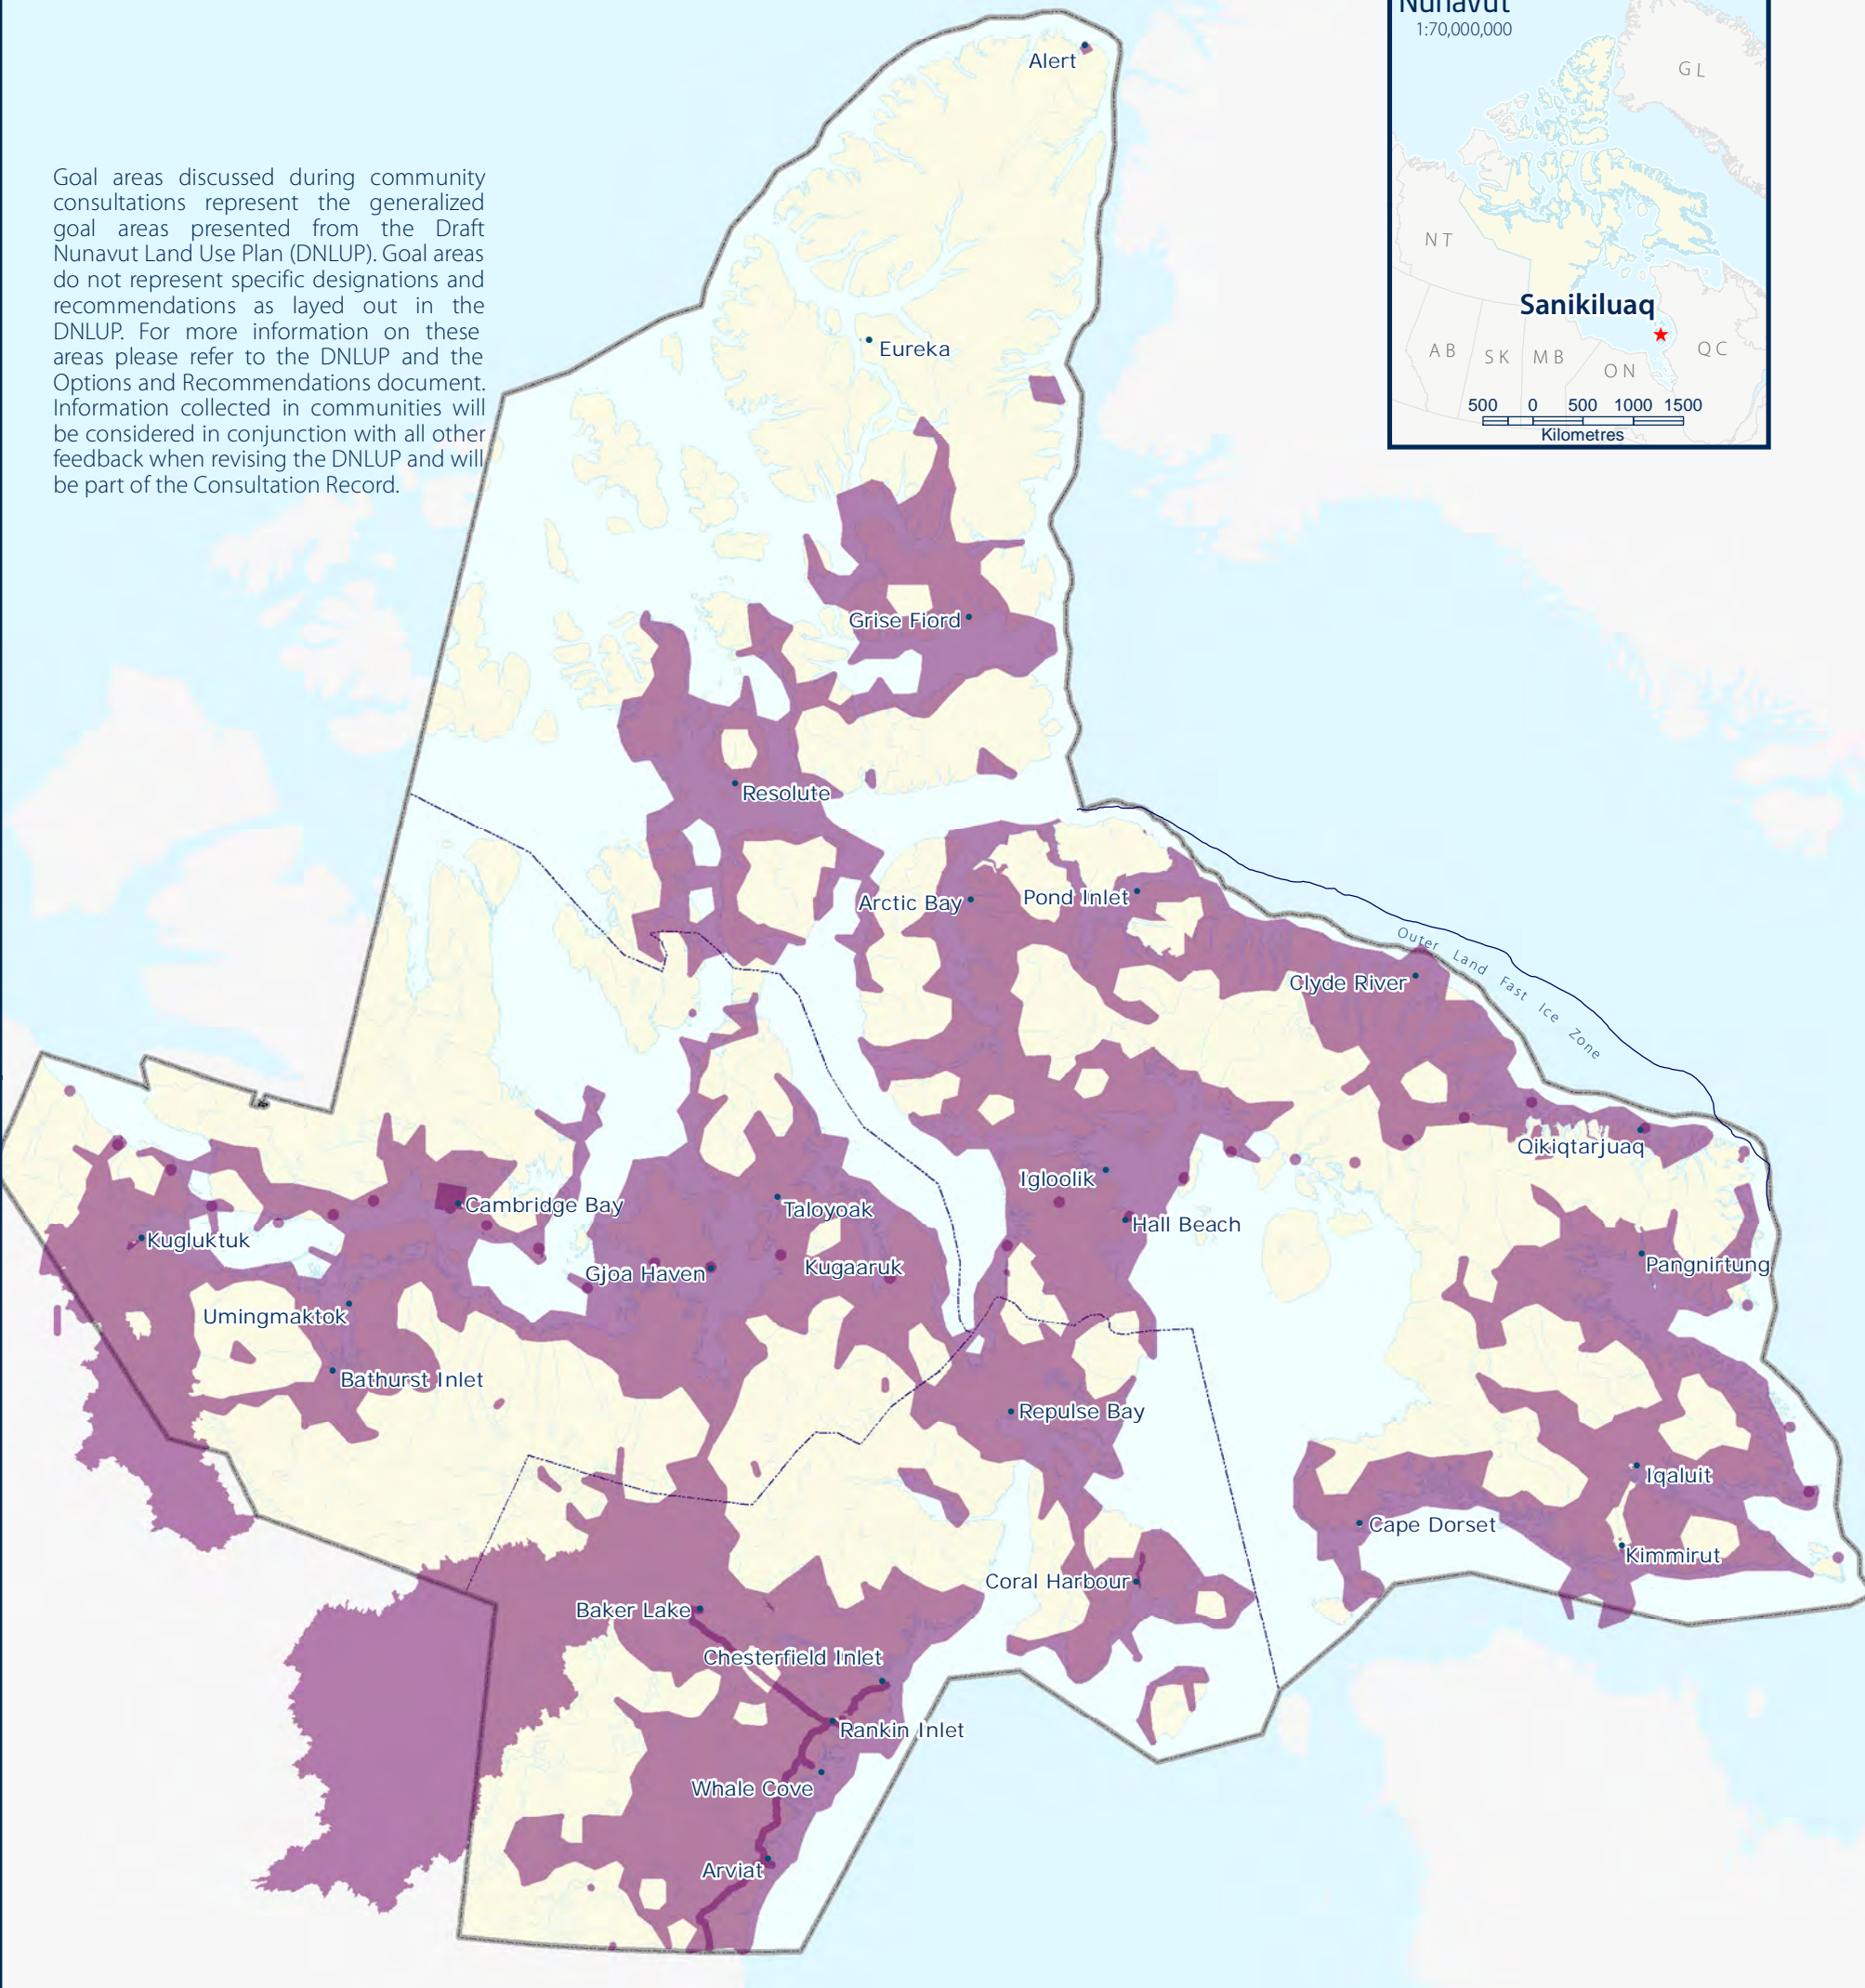 Nunavut
1:70,000,000
GL
NT
Sanikiluaq
AB
SK
MB
ON
QC
500 0 500 1000 1500
Kilometres
Goal areas discussed during community
consultations represent the generalized
goal areas presented from the Draft
Nunavut Land Use Plan (DNLUP). Goal areas
do not represent specific designations and
recommendations as layed out in the
DNLUP. For more information on these
areas please refer to the DNLUP and the
Options and Recommendations document.
Information collected in communities will
be considered in conjunction with all other
feedback when revising the DNLUP and will
be part of the Consultation Record.
Alert
Eureka
Grise Fiord
Resolute
Arctic Bay
Pond Inlet
Outer Land Fast Ice Zone
Clyde River
Qikiqtarjuaq
Igloolik
Cambridge Bay
Taloyoak
Hall Beach
Kugluktuk
Pangnirtung
Gjoa Haven
Kugaaruk
Umingmaktok
Bathurst Inlet
Repulse Bay
Iqaluit
Cape Dorset
Kimmirut
Coral Harbour
Baker Lake
Chesterfield Inlet
Rankin Inlet
Whale Cove
Arviat